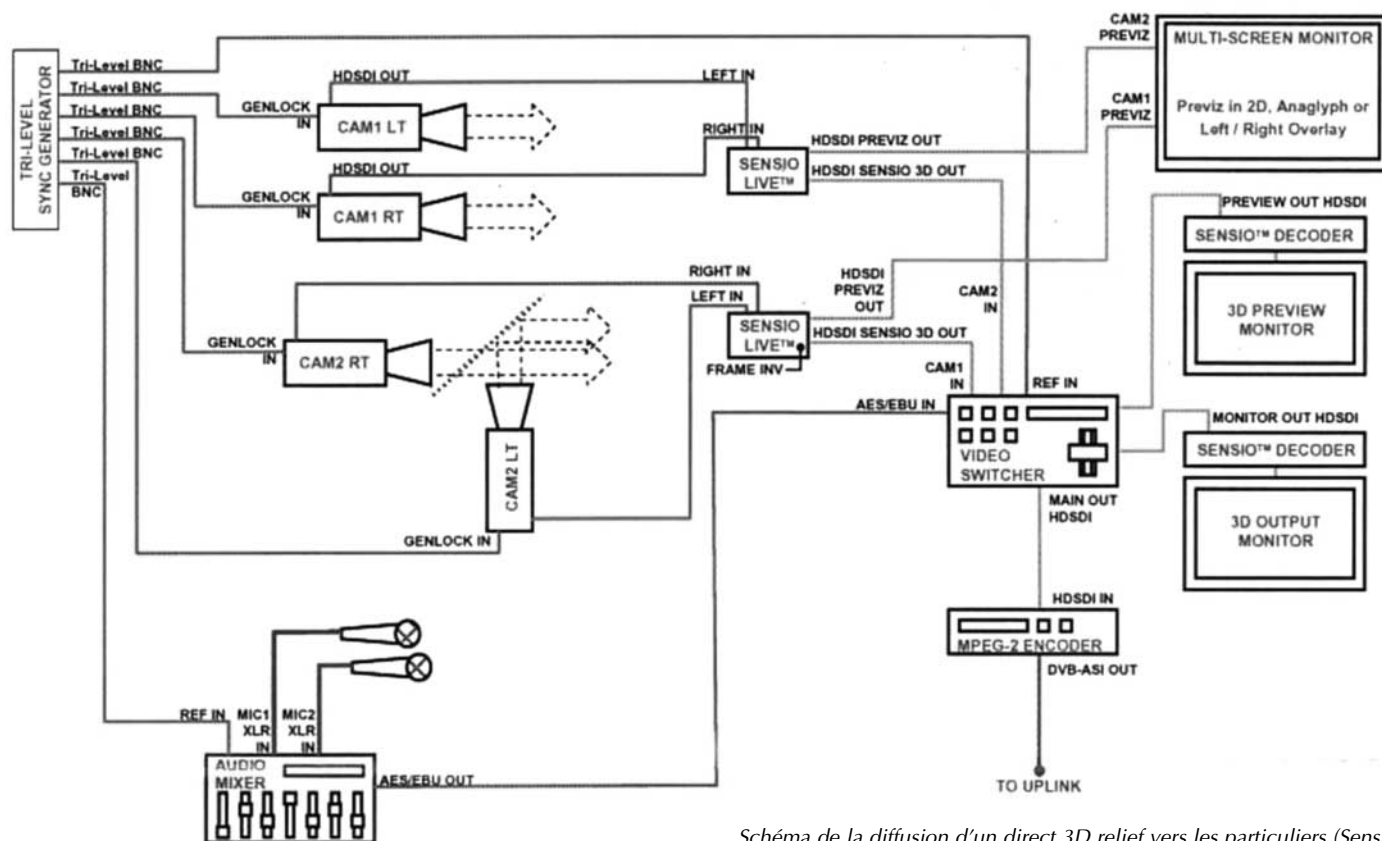 TRI-LEVEL
SYNC GENERATOR
Tri-Level BNC
Tri-Level BNC
Tri-Level BNC
Tri-Level BNC
Tri-Level BNC
Tri-Level
BNC
HDSDI OUT
GENLOCK
IN
CAM1 LT
HDSDI OUT
GENLOCK
IN
CAM1 RT
LEFT IN
RIGHT IN
SENSIO
LIVE™
HDSDI PREVIZ OUT
HDSDI SENSIO 3D OUT
CAM2
PREVIZ
CAM1
PREVIZ
MULTI-SCREEN MONITOR
Previz in 2D, Anaglyph or
Left / Right Overlay
PREVIEW OUT HDSDI
SENSIO™ DECODER
3D PREVIEW
MONITOR
RIGHT IN
LEFT IN
SENSIO
LIVE™
FRAME INV
HDSDI
PREVIZ
OUT
HDSDI SENSIO 3D OUT
CAM2
IN
GENLOCK
IN
CAM2 RT
CAM2 LT
GENLOCK IN
CAM1
IN
REF IN
AES/EBU IN
VIDEO
SWITCHER
MONITOR OUT HDSDI
SENSIO™ DECODER
3D OUTPUT
MONITOR
MAIN OUT
HDSDI
HDSDI IN
MPEG-2 ENCODER
DVB-ASI OUT
TO UPLINK
REF IN
MIC1
XLR
IN
MIC2
XLR
IN
AUDIO
MIXER
AES/EBU OUT
Schéma de la diffusion d'un direct 3D relief vers les particuliers (Sens